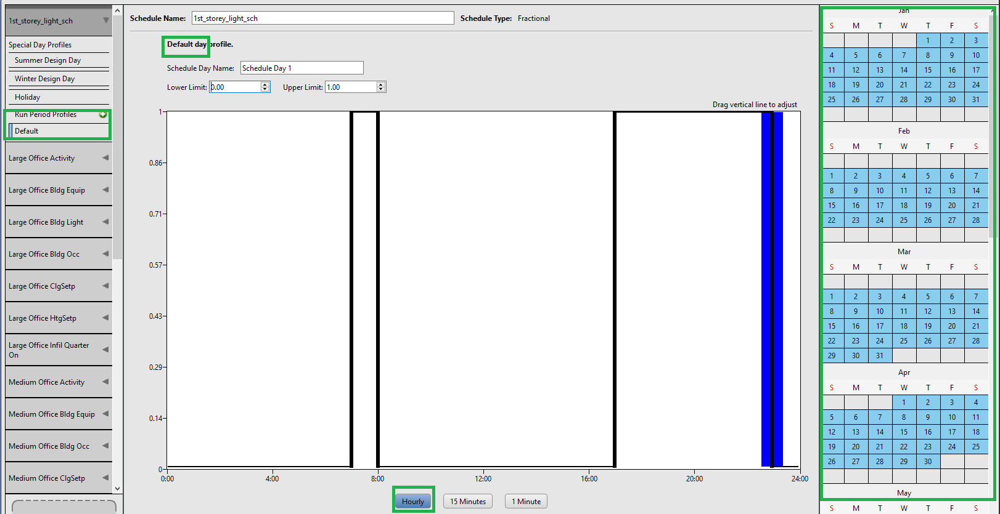 1st_storey_light_sch
Special Day Profiles
Summer Design Day
Winter Design Day
Holiday
Run Period Profiles
Default
Large Office Activity
Large Office Bldg Equip
Large Office Bldg Light
Large Office Bldg Occ
Large Office ClgSetp
Large Office HtgSetp
Large Office Infil Quarter
On
Medium Office Activity
Medium Office Bldg Equip
Medium Office Bldg Occ
Medium Office ClgSetp
Schedule Name: 1st_storey_light_sch Schedule Type: Fractional
Default day profile.
Schedule Day Name: Schedule Day 1
Lower Limit: 0.00 Upper Limit: 1.00
Drag vertical line to adjust
1
0.86
0.71
0.57
0.43
0.29
0.14
0
0:00 4:00 8:00 12:00 16:00 20:00 24:00
Hourly 15 Minutes 1 Minute
Jan
S M T W T F S
1 2 3
4 5 6 7 8 9 10
11 12 13 14 15 16 17
18 19 20 21 22 23 24
25 26 27 28 29 30 31
Feb
S M T W T F S
1 2 3 4 5 6 7
8 9 10 11 12 13 14
15 16 17 18 19 20 21
22 23 24 25 26 27 28
Mar
S M T W T F S
1 2 3 4 5 6 7
8 9 10 11 12 13 14
15 16 17 18 19 20 21
22 23 24 25 26 27 28
29 30 31
Apr
S M T W T F S
1 2 3 4
5 6 7 8 9 10 11
12 13 14 15 16 17 18
19 20 21 22 23 24 25
26 27 28 29 30
May
S M T W T F S